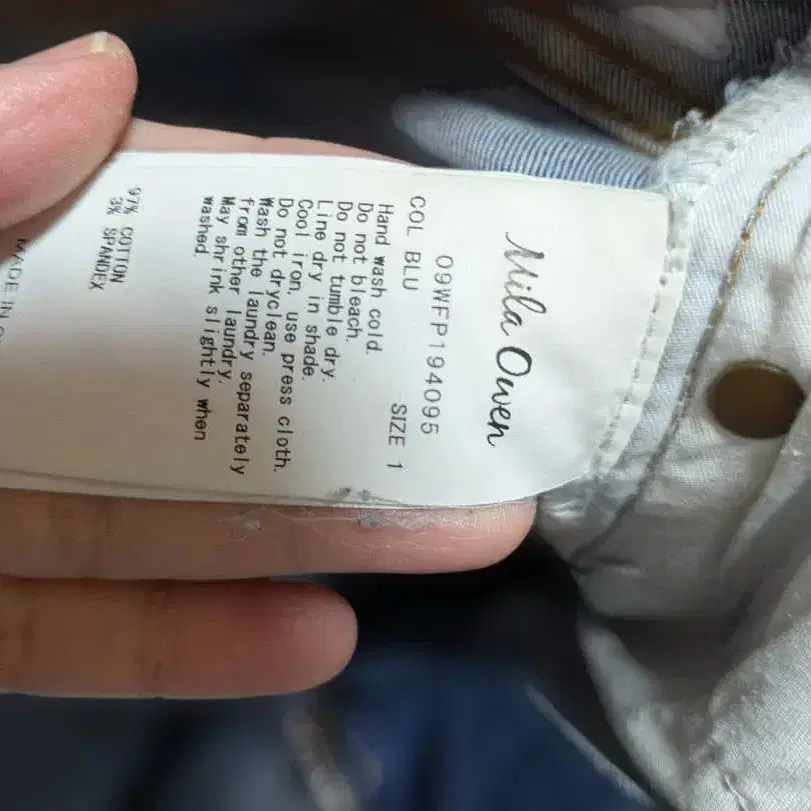 Mila Owen
09WFP194095
COL BLU SIZE 1
Hand wash cold.
Do not bleach.
Do not tumble dry.
Line dry in shade.
Cool iron, use press cloth.
Do not dryclean.
Wash the laundry separately
from other laundry.
May shrink slightly when
washed.
97% COTTON
3% SPANDEX
MADE IN